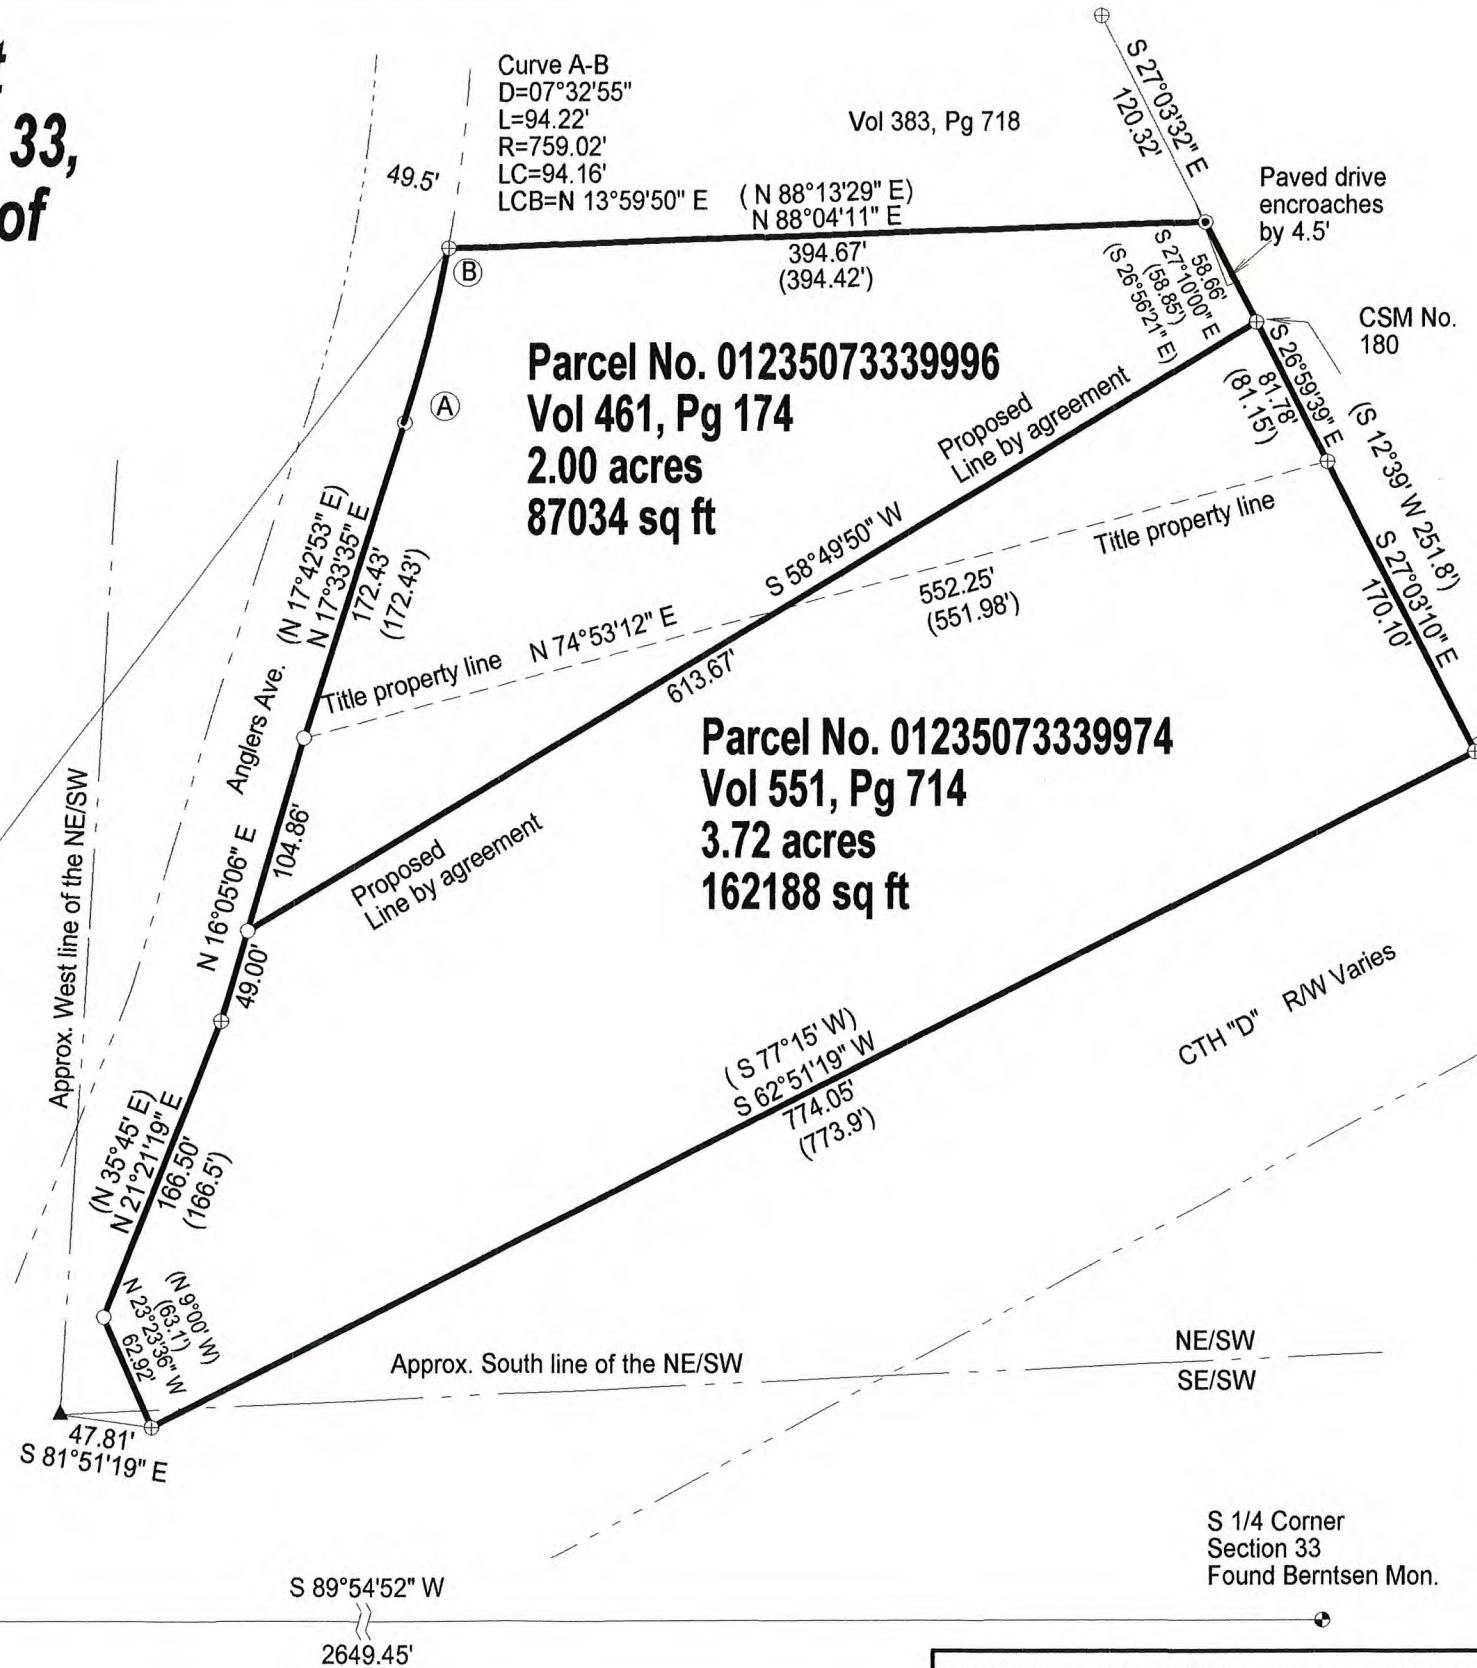 33,
of
Curve A-B
D=07°32'55"
L=94.22'
R=759.02'
LC=94.16'
LCB=N 13°59'50" E
49.5'
Vol 383, Pg 718
S 27°03'32" E
120.32'
Paved drive
encroaches
by 4.5'
( N 88°13'29" E)
N 88°04'11" E
394.67'
(394.42')
B
A
58.66'
S 27°10'00" E
(58.85')
(S 26°56'21" E)
CSM No.
180
S 26°59'39" E
81.78'
(81.15')
(S 12°39' W 251.8')
S 27°03'10" E
170.10'
Parcel No. 01235073339996
Vol 461, Pg 174
2.00 acres
87034 sq ft
Proposed
Line by agreement
S 58°49'50" W
613.67'
Title property line
552.25'
(551.98')
(N 17°42'53" E)
N 17°33'35" E
172.43'
(172.43')
Anglers Ave.
Title property line N 74°53'12" E
Parcel No. 01235073339974
Vol 551, Pg 714
3.72 acres
162188 sq ft
N 16°05'06" E
104.86'
Proposed
Line by agreement
49.00'
Approx. West line of the NE/SW
(N 35°45' E)
N 21°21'19" E
166.50'
(166.5')
( S 77°15' W)
S 62°51'19" W
774.05'
(773.9')
CTH "D" R/W Varies
(N 9°00' W)
(63.1')
N 23°23'36" W
62.92'
Approx. South line of the NE/SW
NE/SW
SE/SW
47.81'
S 81°51'19" E
S 1/4 Corner
Section 33
Found Berntsen Mon.
S 89°54'52" W
2649.45'